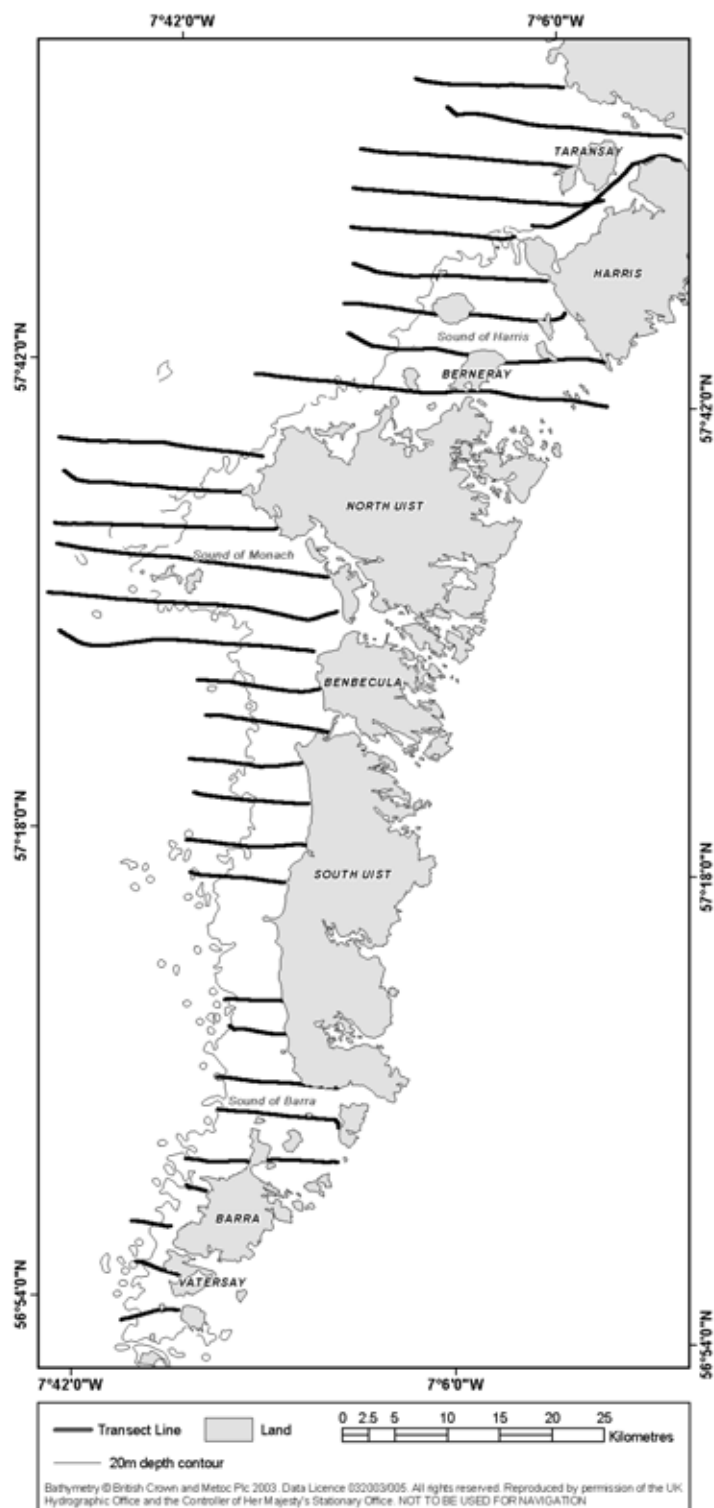 7°42'0"W
7°6'0"W
TARANSAY
HARRIS
Sound of Harris
57°42'0"N
BERNERAY
57°42'0"N
NORTH UIST
Sound of Monach
BENBECULA
57°18'0"N
SOUTH UIST
57°18'0"N
Sound of Barra
BARRA
VATERSAY
56°54'0"N
56°54'0"N
7°42'0"W
7°6'0"W
Transect Line
Land
0 2.5 5 10 15 20 25
Kilometres
20m depth contour
Bathymetry © British Crown and Metoc Plc 2003. Data Licence 032003/005. All rights reserved. Reproduced by permission of the UK
Hydrographic Office and the Controller of Her Majesty's Stationary Office. NOT TO BE USED FOR NAVIGATION